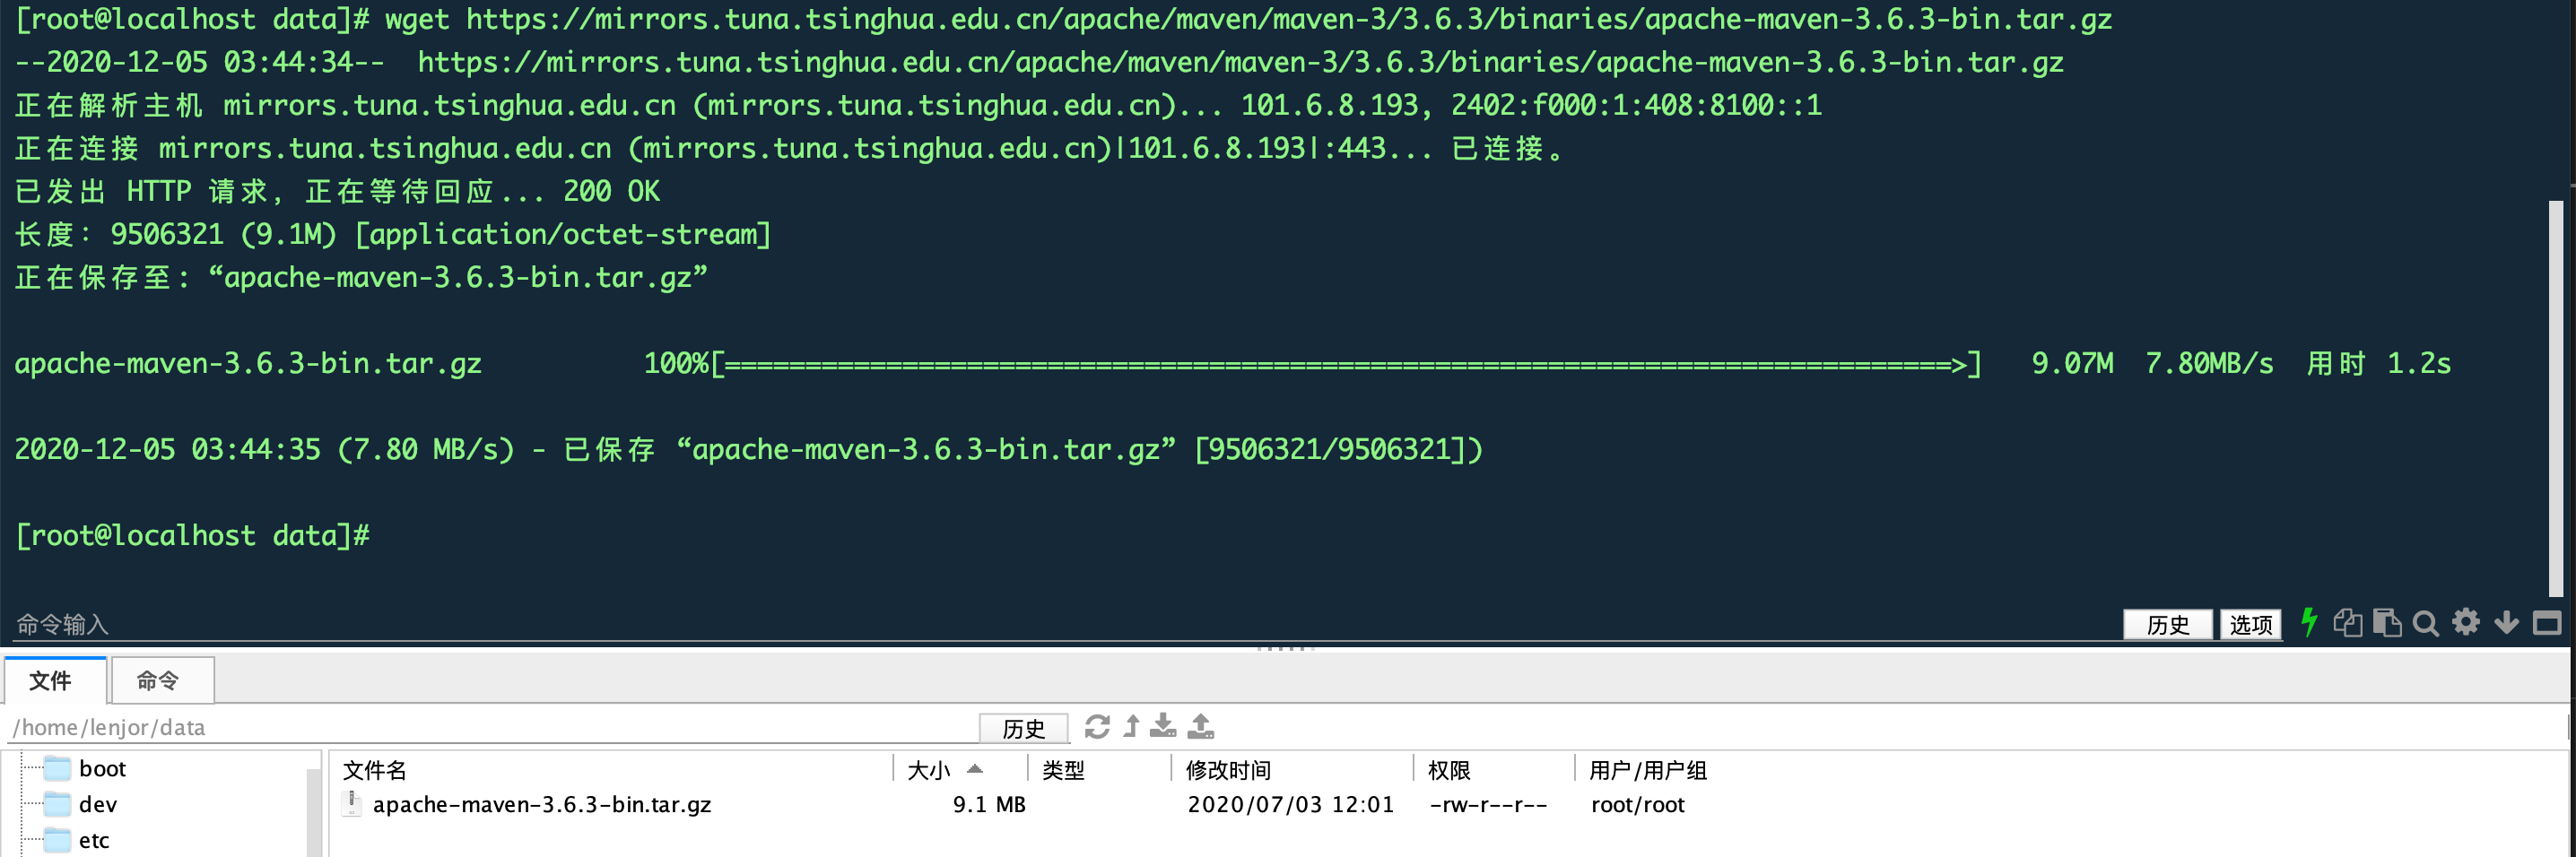 [root@localhost data]# wget https://mirrors.tuna.tsinghua.edu.cn/apache/maven/maven-3/3.6.3/binaries/apache-maven-3.6.3-bin.tar.gz
--2020-12-05 03:44:34--  https://mirrors.tuna.tsinghua.edu.cn/apache/maven/maven-3/3.6.3/binaries/apache-maven-3.6.3-bin.tar.gz
正在解析主机 mirrors.tuna.tsinghua.edu.cn (mirrors.tuna.tsinghua.edu.cn)... 101.6.8.193, 2402:f000:1:408:8100::1
正在连接 mirrors.tuna.tsinghua.edu.cn (mirrors.tuna.tsinghua.edu.cn)|101.6.8.193|:443... 已连接。
已发出 HTTP 请求，正在等待回应... 200 OK
长度：9506321 (9.1M) [application/octet-stream]
正在保存至: “apache-maven-3.6.3-bin.tar.gz”
apache-maven-3.6.3-bin.tar.gz 100%[============================================================================>] 9.07M 7.80MB/s 用时 1.2s
2020-12-05 03:44:35 (7.80 MB/s) - 已保存 “apache-maven-3.6.3-bin.tar.gz” [9506321/9506321])
[root@localhost data]#
命令输入 历史 选项
文件 命令
/home/lenjor/data 历史
boot
dev
etc
文件名 大小 类型 修改时间 权限 用户/用户组
apache-maven-3.6.3-bin.tar.gz 9.1 MB 2020/07/03 12:01 -rw-r--r-- root/root